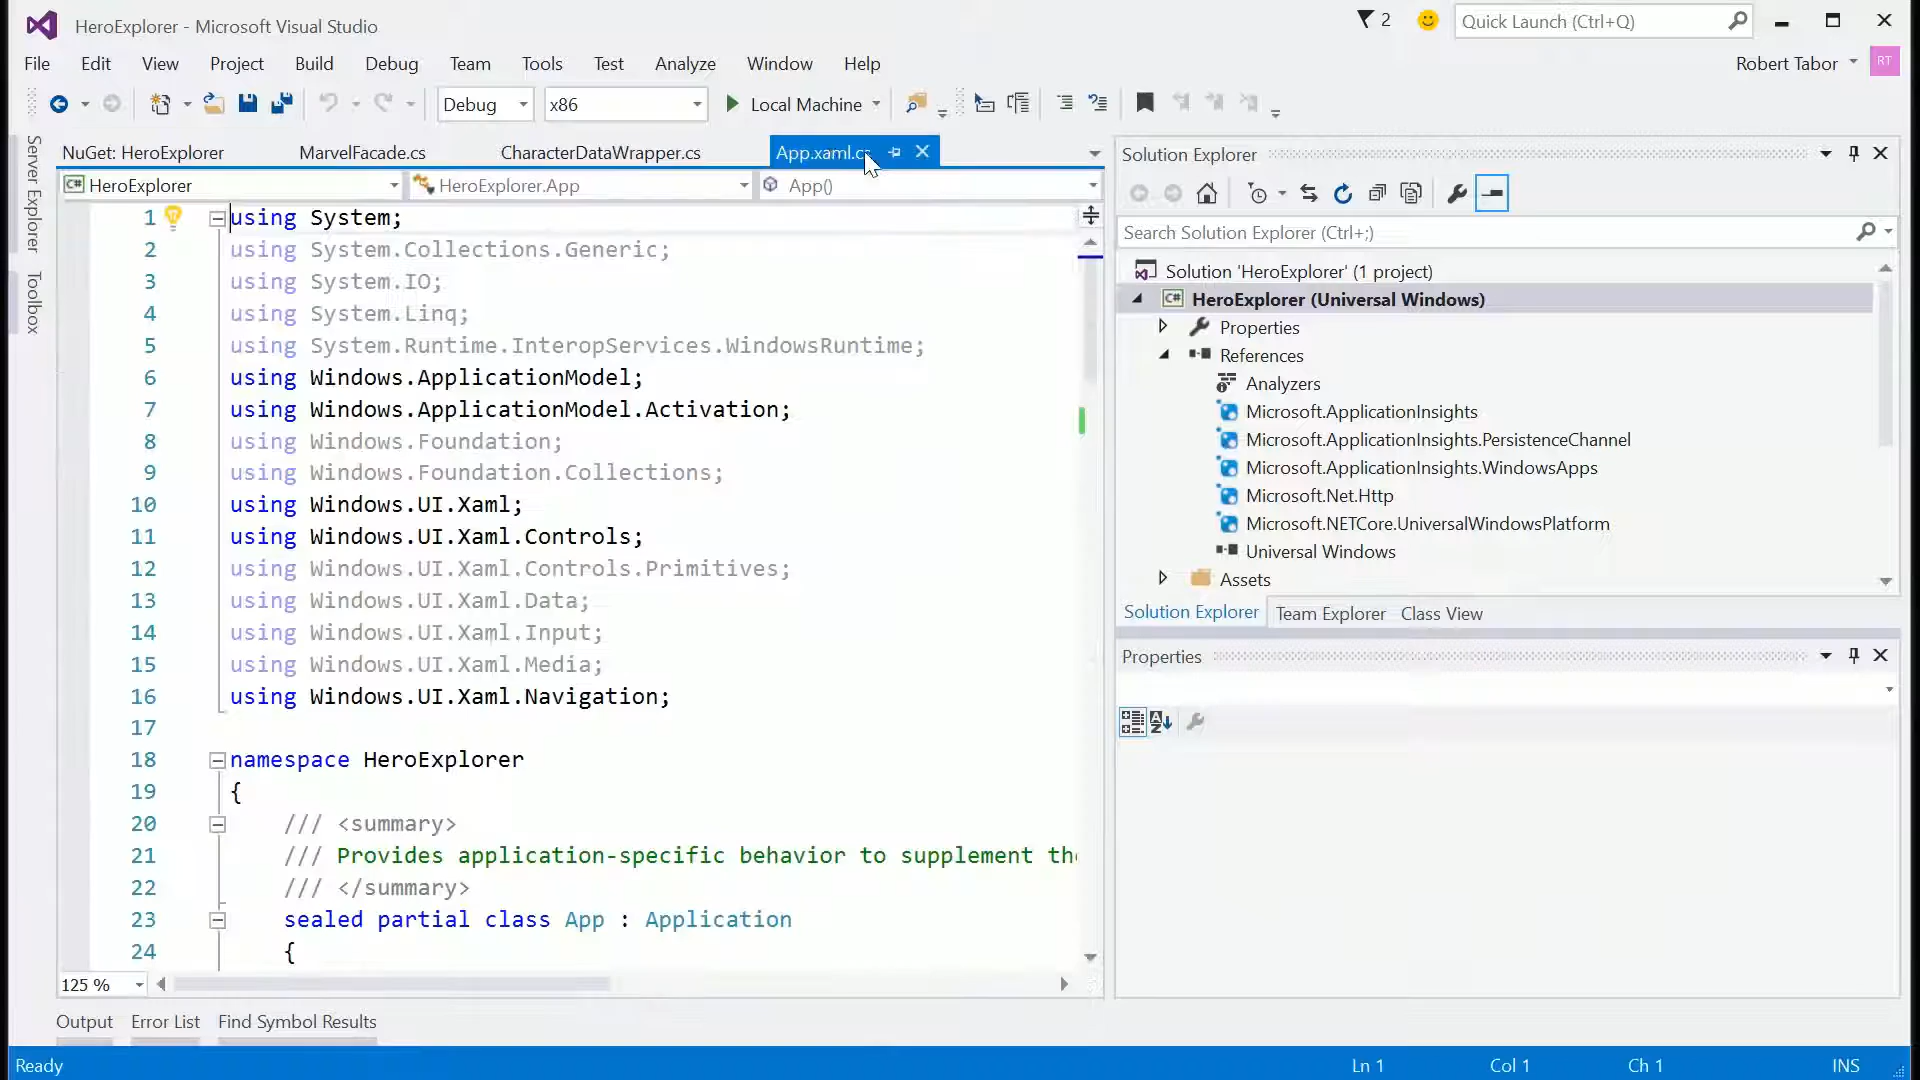 HeroExplorer - Microsoft Visual Studio
2
Quick Launch (Ctrl+Q)
File Edit View Project Build Debug Team Tools Test Analyze Window Help
Robert Tabor RT
Debug x86 Local Machine
Server Explorer
Toolbox
NuGet: HeroExplorer MarvelFacade.cs CharacterDataWrapper.cs App.xaml.cs
C# HeroExplorer HeroExplorer.App App()
1 using System;
2 using System.Collections.Generic;
3 using System.IO;
4 using System.Linq;
5 using System.Runtime.InteropServices.WindowsRuntime;
6 using Windows.ApplicationModel;
7 using Windows.ApplicationModel.Activation;
8 using Windows.Foundation;
9 using Windows.Foundation.Collections;
10 using Windows.UI.Xaml;
11 using Windows.UI.Xaml.Controls;
12 using Windows.UI.Xaml.Controls.Primitives;
13 using Windows.UI.Xaml.Data;
14 using Windows.UI.Xaml.Input;
15 using Windows.UI.Xaml.Media;
16 using Windows.UI.Xaml.Navigation;
17
18 namespace HeroExplorer
19 {
20 /// <summary>
21 /// Provides application-specific behavior to supplement th
22 /// </summary>
23 sealed partial class App : Application
24 {
125 %
Solution Explorer
Search Solution Explorer (Ctrl+;)
Solution 'HeroExplorer' (1 project)
C# HeroExplorer (Universal Windows)
Properties
References
Analyzers
Microsoft.ApplicationInsights
Microsoft.ApplicationInsights.PersistenceChannel
Microsoft.ApplicationInsights.WindowsApps
Microsoft.Net.Http
Microsoft.NETCore.UniversalWindowsPlatform
Universal Windows
Assets
Solution Explorer Team Explorer Class View
Properties
Output Error List Find Symbol Results
Ready Ln 1 Col 1 Ch 1 INS